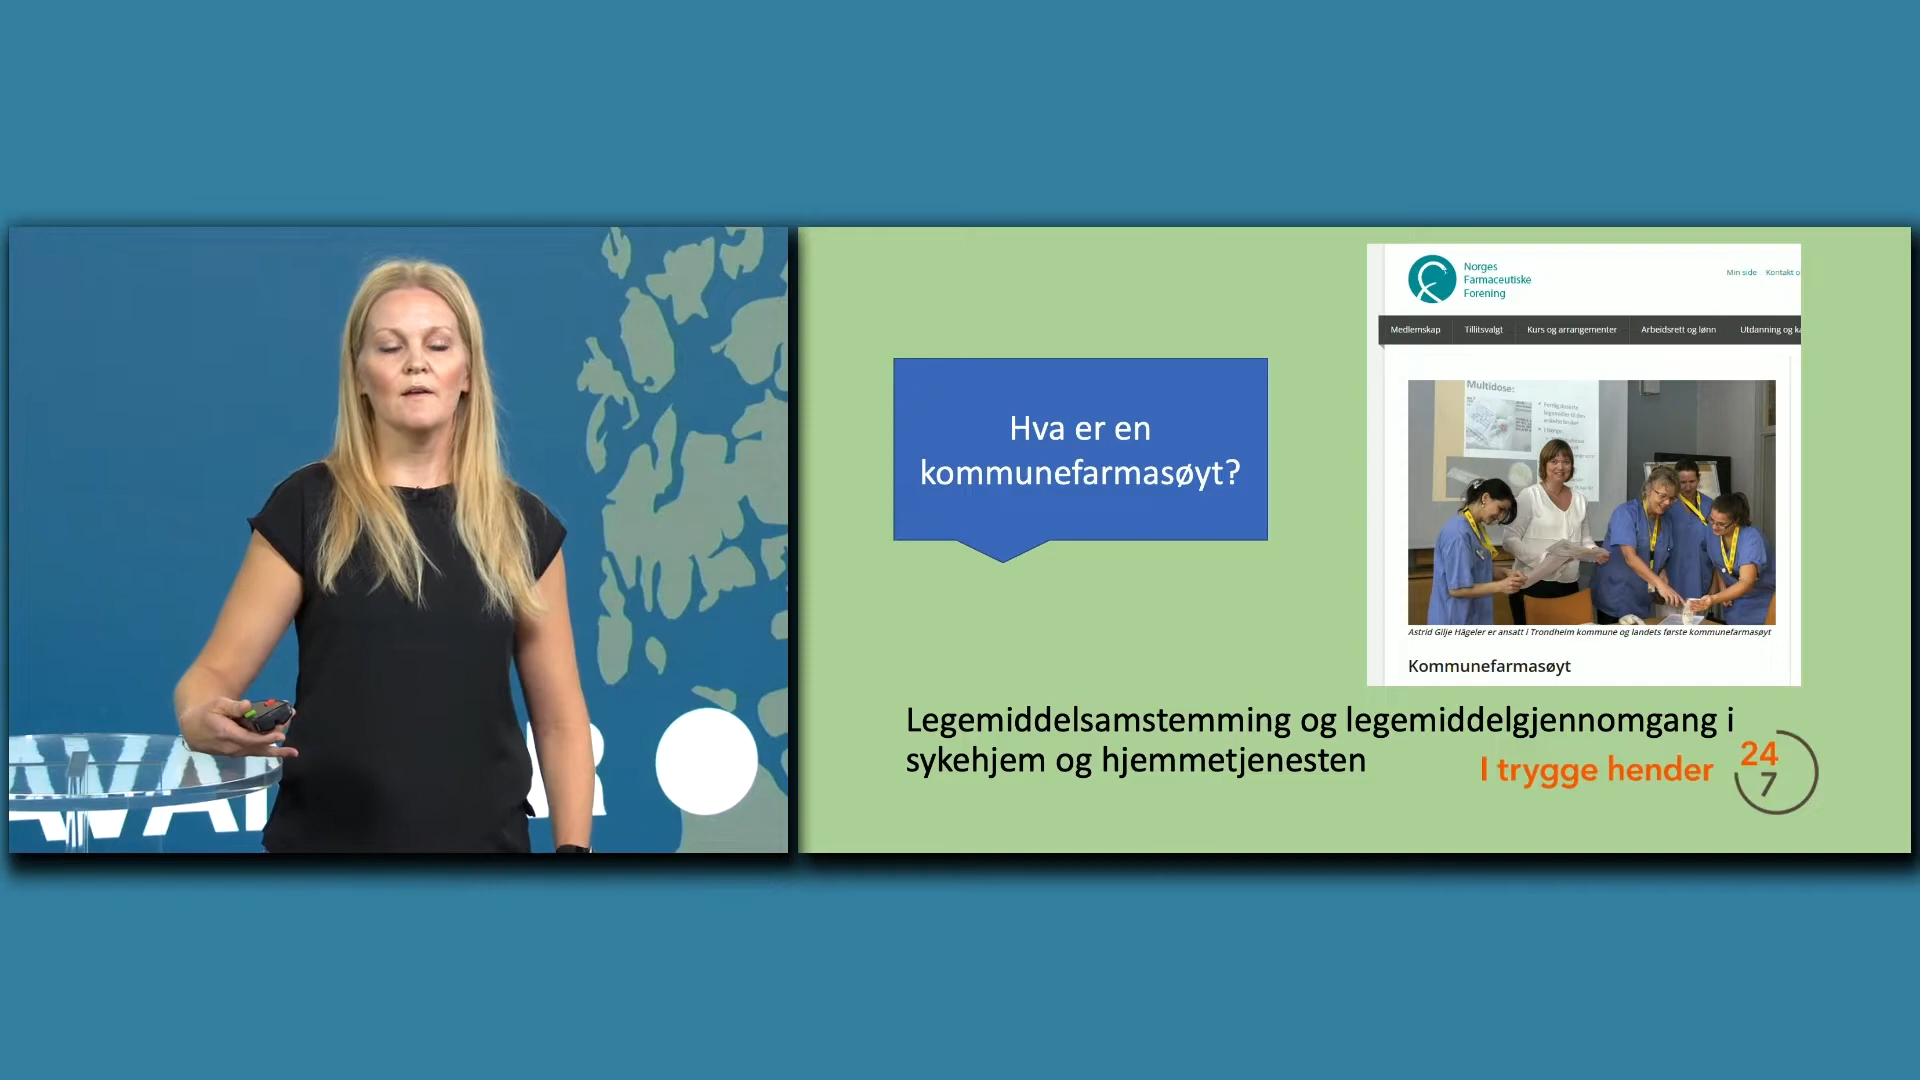 Norges
Farmaceutiske
Forening
Min side Kontakt o
Medlemskap Tillitsvalgt Kurs og arrangementer Arbeidsrett og lønn Utdanning og ka
Multidose:
Hva er en
kommunefarmasøyt?
Astrid Gilje Hägeler er ansatt i Trondheim kommune og landets første kommunefarmasøyt
Kommunefarmasøyt
Legemiddelsamstemming og legemiddelgjennomgang i
sykehjem og hjemmetjenesten
I trygge hender
24
7